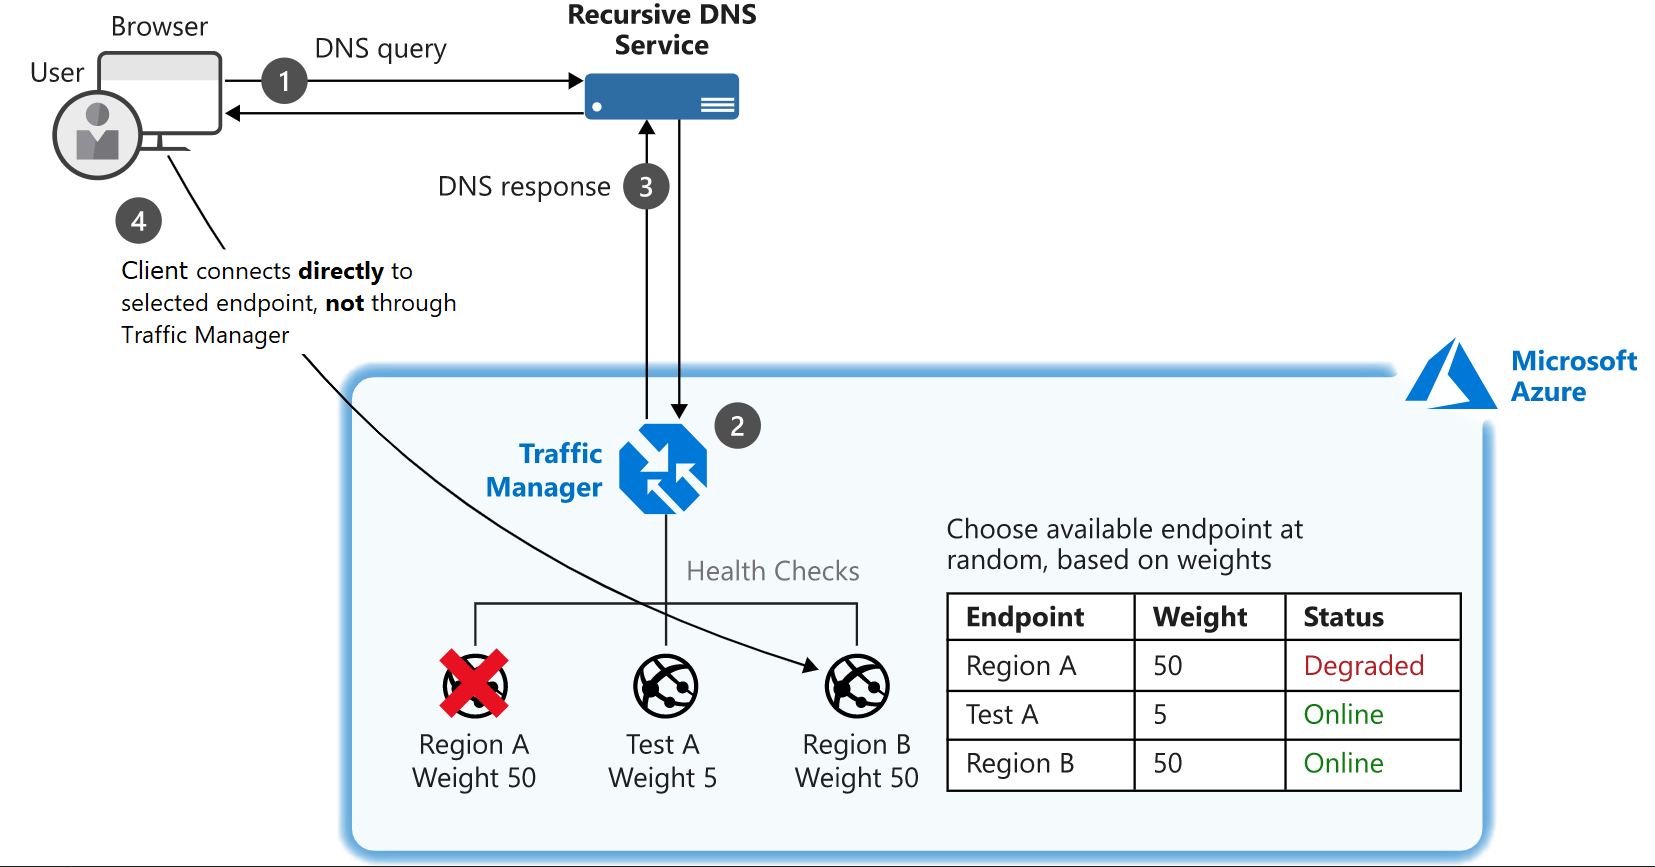 Browser
User
DNS query
1
Recursive DNS
Service
DNS response
3
4
Client connects directly to
selected endpoint, not through
Traffic Manager
Microsoft
Azure
2
Traffic
Manager
Health Checks
Region A
Weight 50
Test A
Weight 5
Region B
Weight 50
Choose available endpoint at
random, based on weights
Endpoint Weight Status
Region A 50 Degraded
Test A 5 Online
Region B 50 Online